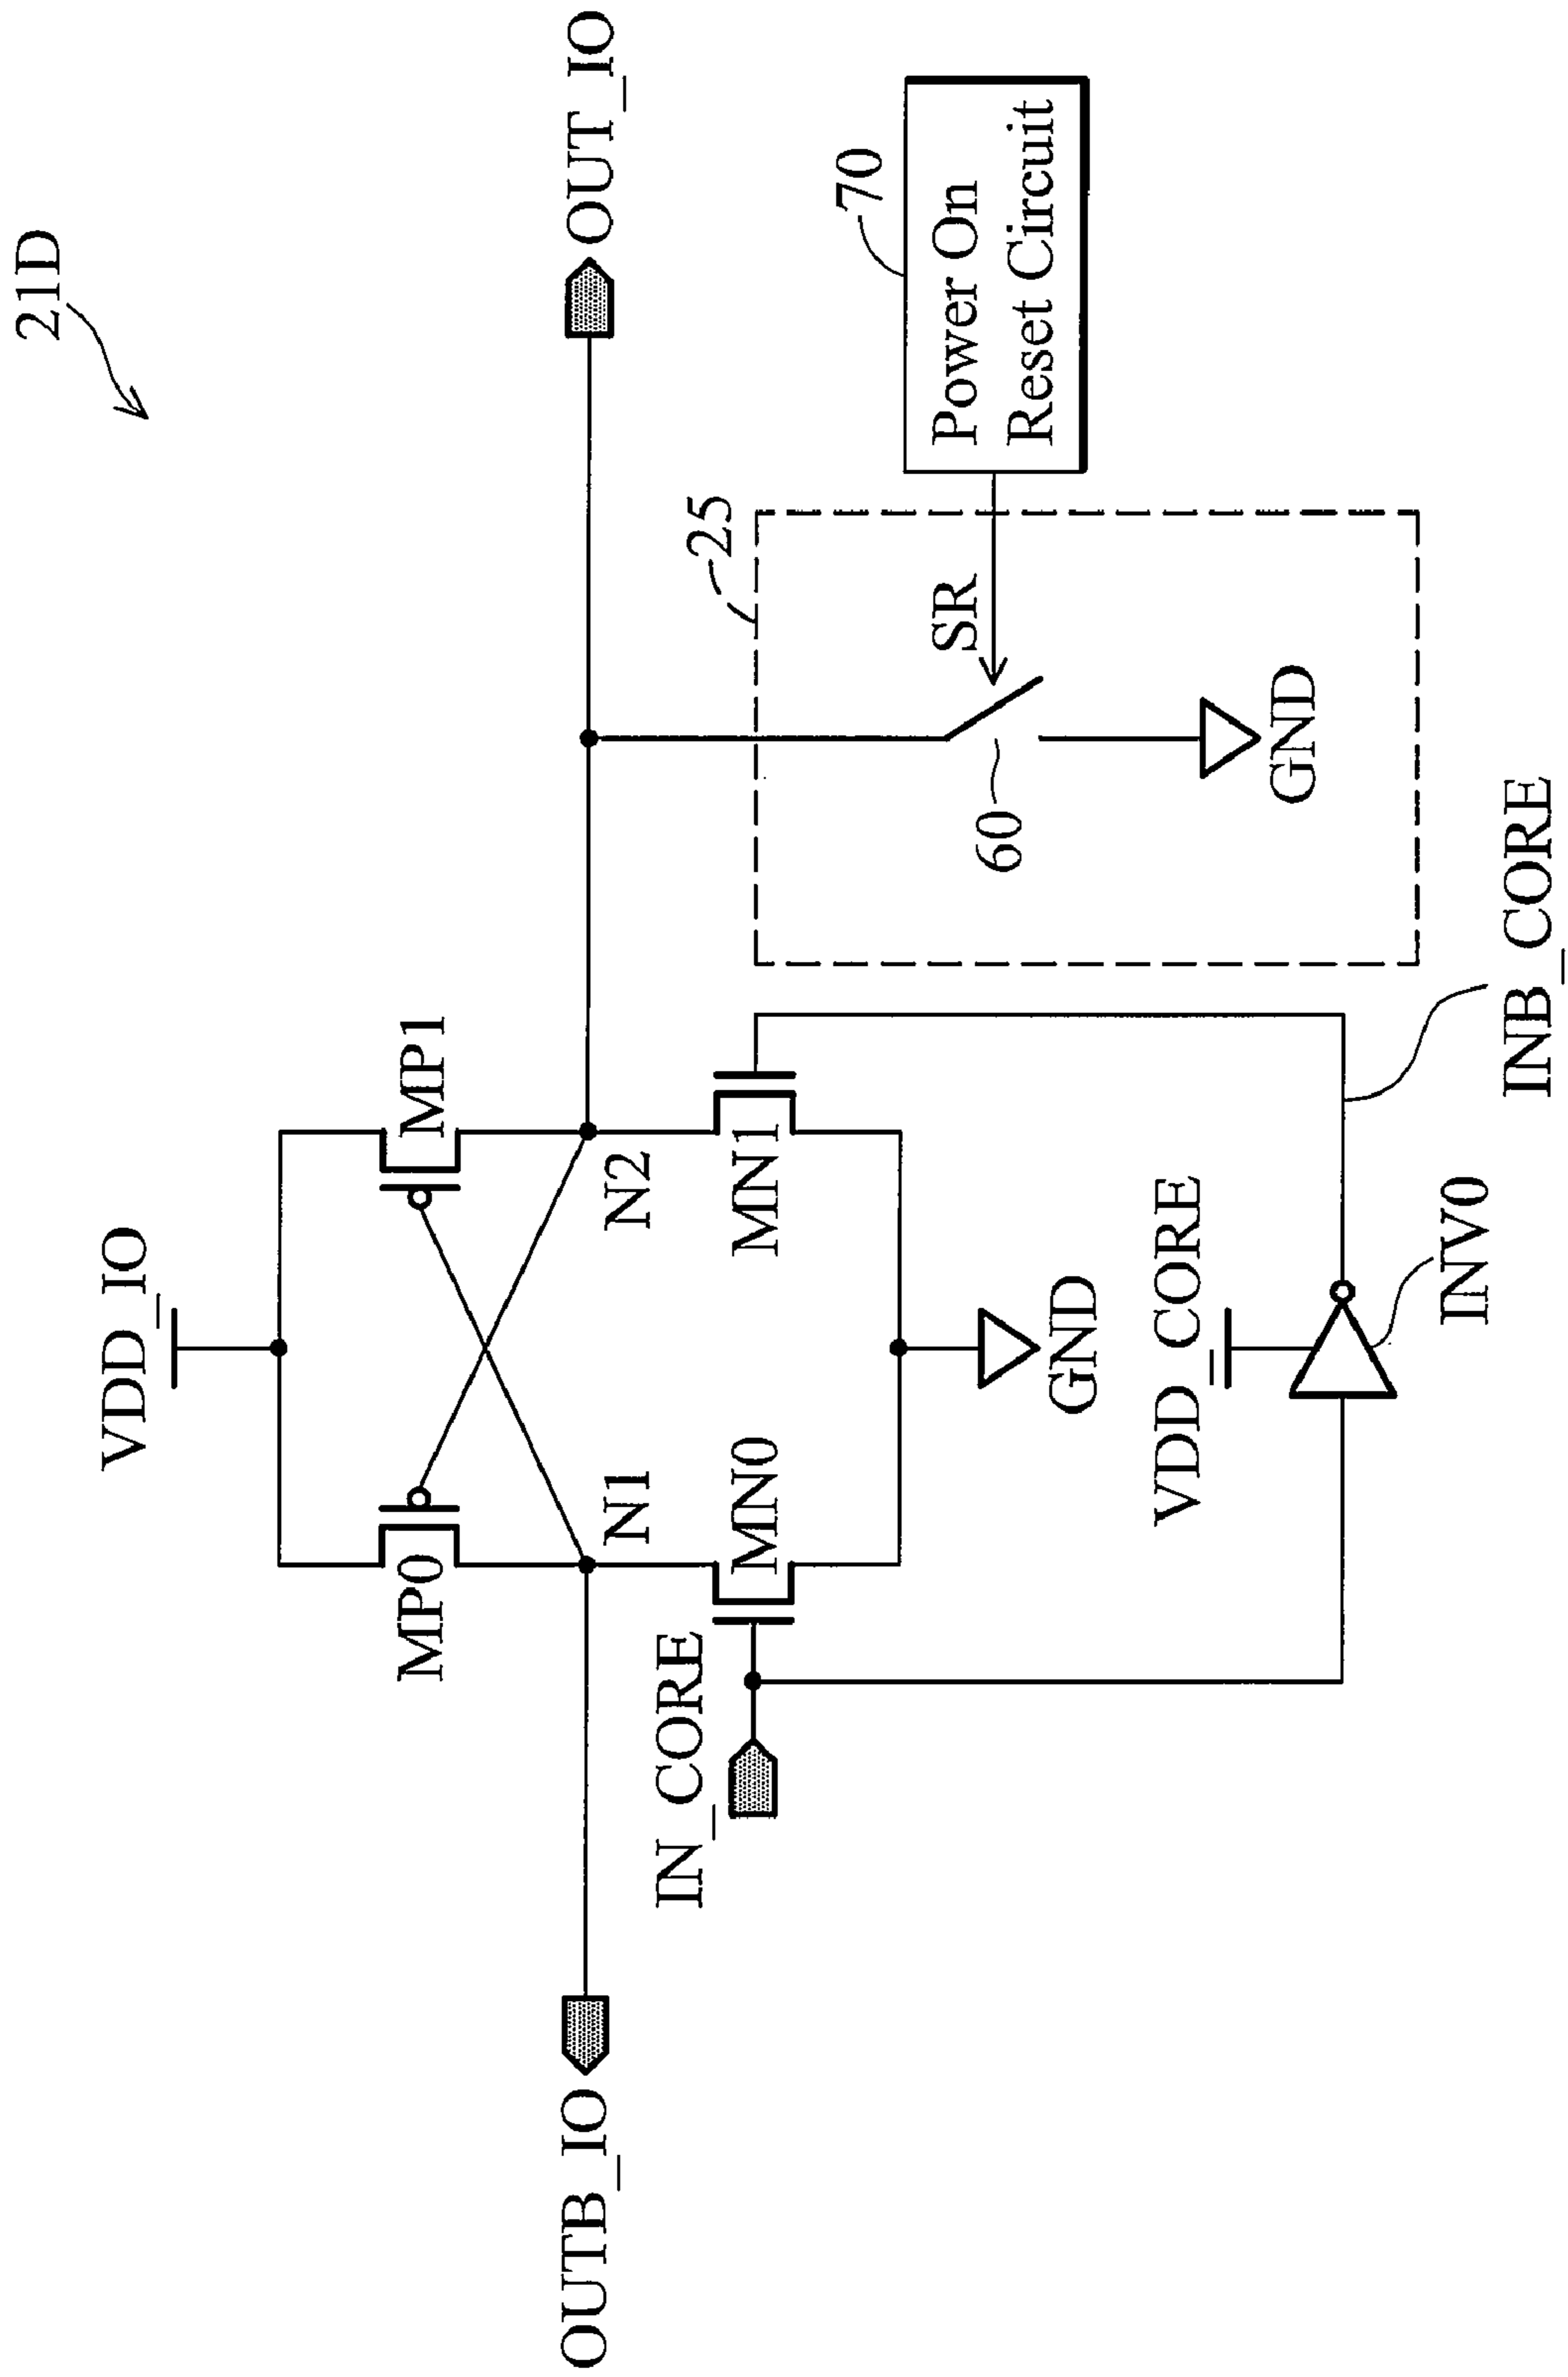 21D
VDD_IO
MP0
MP1
OUTB_IO
N1
N2
OUT_IO
IN_CORE
MN0
MN1
25
70
Power On
Reset Circuit
SR
60
GND
GND
VDD_CORE
INV0
INB_CORE